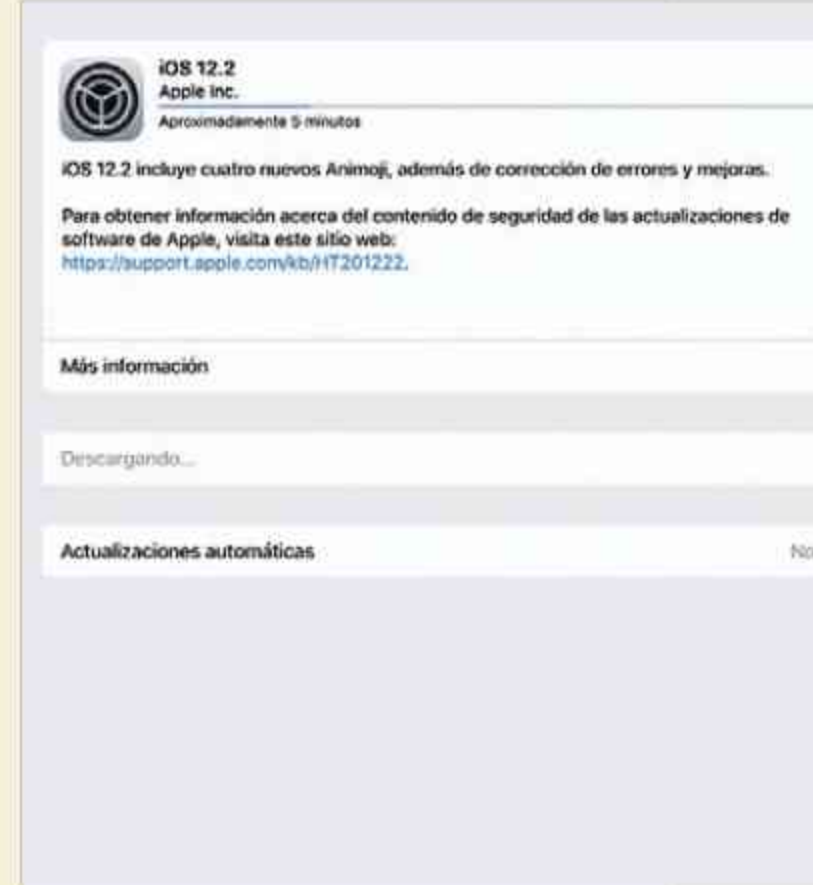 iOS 12.2
Apple Inc.
Aproximadamente 5 minutos
iOS 12.2 incluye cuatro nuevos Animoji, además de corrección de errores y mejoras.
Para obtener información acerca del contenido de seguridad de las actualizaciones de
software de Apple, visita este sitio web:
https://support.apple.com/kb/HT201222.
Más información
Descargando...
Actualizaciones automáticas
No